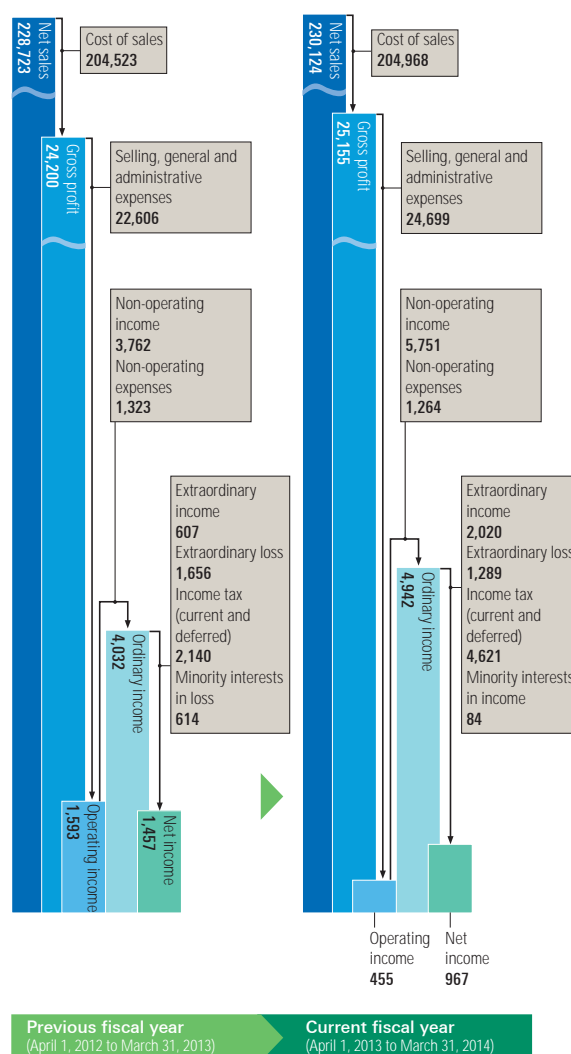 Net sales
228,723
Cost of sales
204,523
Gross profit
24,200
Selling, general and
administrative
expenses
22,606
Non-operating
income
3,762
Non-operating
expenses
1,323
Extraordinary
income
607
Extraordinary loss
1,656
Income tax
(current and
deferred)
2,140
Minority interests
in loss
614
Ordinary income
4,032
Operating income
1,593
Net income
1,457
Net sales
230,124
Cost of sales
204,968
Gross profit
25,155
Selling, general and
administrative
expenses
24,699
Non-operating
income
5,751
Non-operating
expenses
1,264
Extraordinary
income
2,020
Extraordinary loss
1,289
Income tax
(current and
deferred)
4,621
Minority interests
in income
84
Ordinary income
4,942
Operating
income
455
Net
income
967
Previous fiscal year
(April 1, 2012 to March 31, 2013)
Current fiscal year
(April 1, 2013 to March 31, 2014)